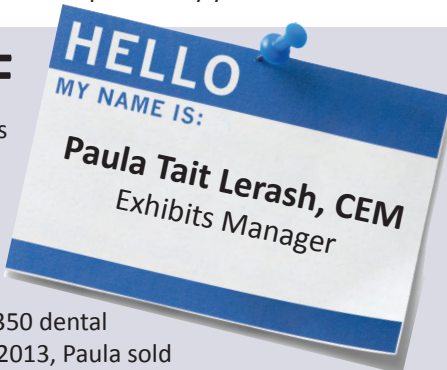 HELLO
MY NAME IS:
Paula Tait Lerash, CEM
Exhibits Manager
350 dental
2013, Paula sold